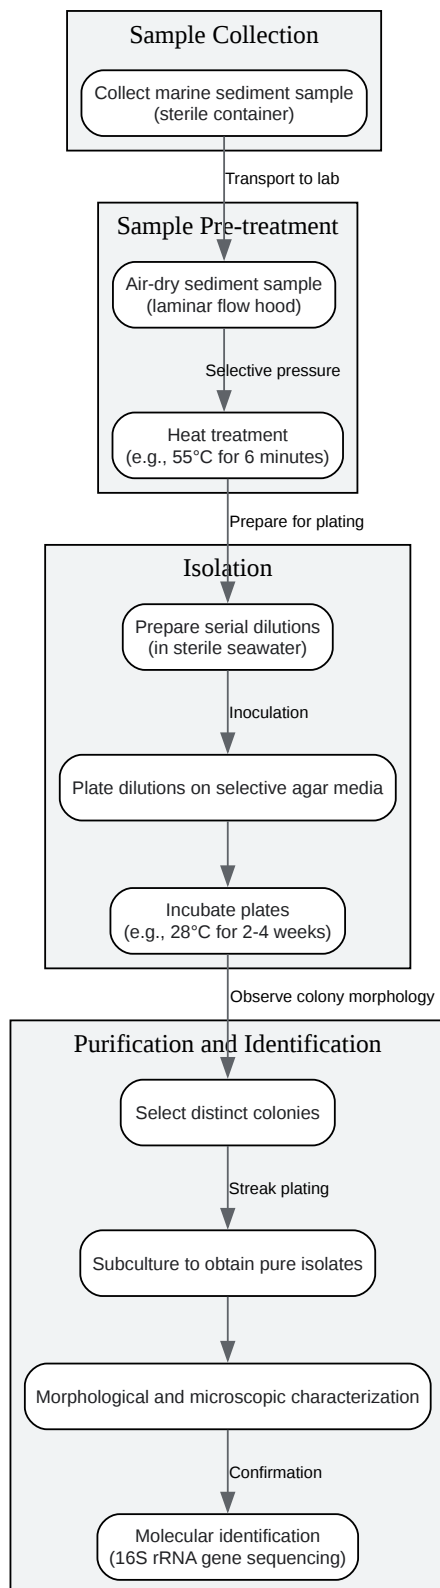 Sample Collection
Collect marine sediment sample
(sterile container)
Transport to lab
Sample Pre-treatment
Air-dry sediment sample
(laminar flow hood)
Selective pressure
Heat treatment
(e.g., 55°C for 6 minutes)
Prepare for plating
Isolation
Prepare serial dilutions
(in sterile seawater)
Inoculation
Plate dilutions on selective agar media
Incubate plates
(e.g., 28°C for 2-4 weeks)
Observe colony morphology
Purification and Identification
Select distinct colonies
Streak plating
Subculture to obtain pure isolates
Morphological and microscopic characterization
Confirmation
Molecular identification
(16S rRNA gene sequencing)